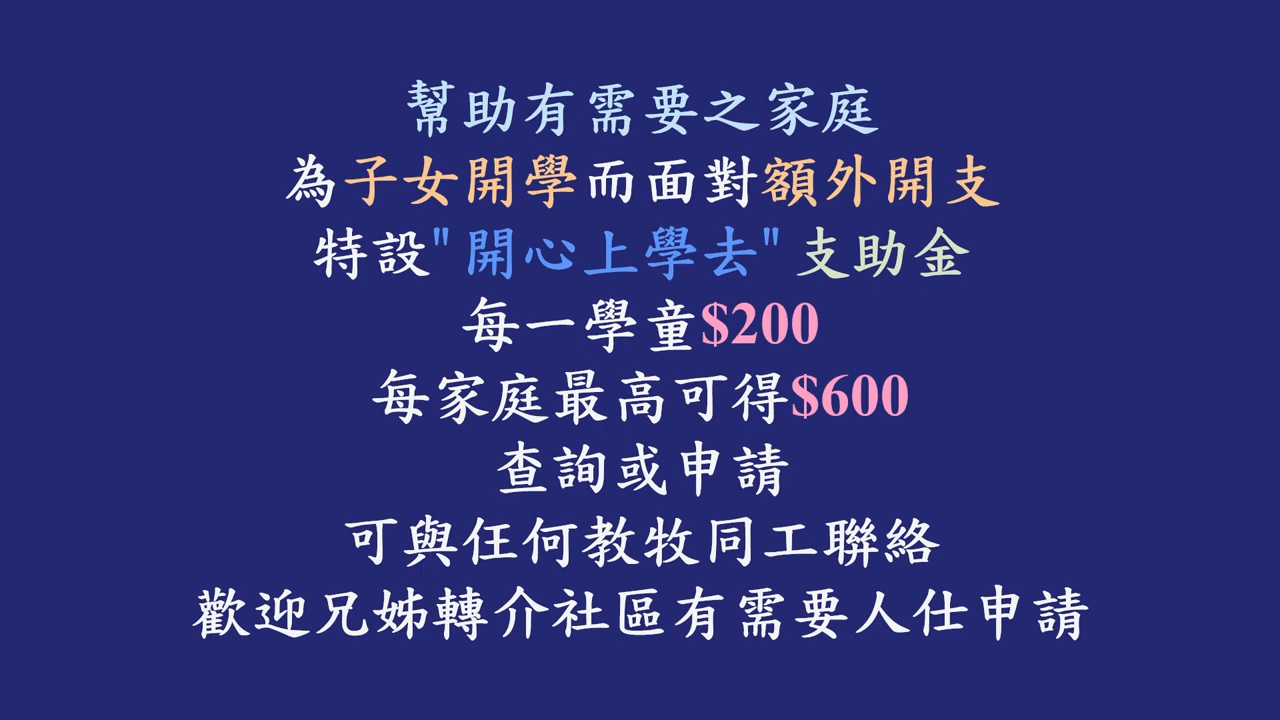 幫助有需要之家庭
為子女開學而面對額外開支
特設"開心上學去"支助金
每一學童$200
每家庭最高可得$600
查詢或申請
可與任何教牧同工聯絡
歡迎兄姊轉介社區有需要人仕申請